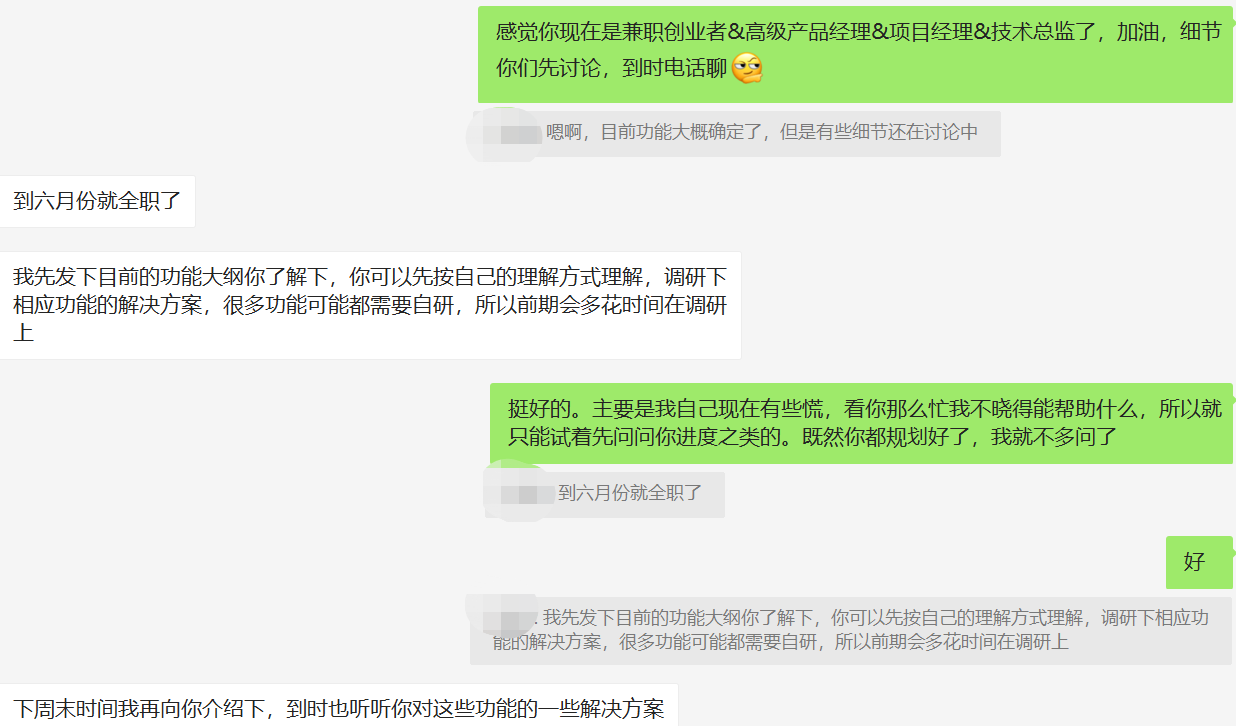 感觉你现在是兼职创业者&高级产品经理&项目经理&技术总监了，加油，细节
你们先讨论，到时电话聊
嗯啊，目前功能大概确定了，但是有些细节还在讨论中
到六月份就全职了
我先发下目前的功能大纲你了解下，你可以先按自己的理解方式理解，调研下
相应功能的解决方案，很多功能可能都需要自研，所以前期会多花时间在调研
上
挺好的。主要是我自己现在有些慌，看你那么忙我不晓得能帮助什么，所以就
只能试着先问问你进度之类的。既然你都规划好了，我就不多问了
到六月份就全职了
好
: 我先发下目前的功能大纲你了解下，你可以先按自己的理解方式理解，调研下相应功
能的解决方案，很多功能可能都需要自研，所以前期会多花时间在调研上
下周末时间我再向你介绍下，到时也听听你对这些功能的一些解决方案